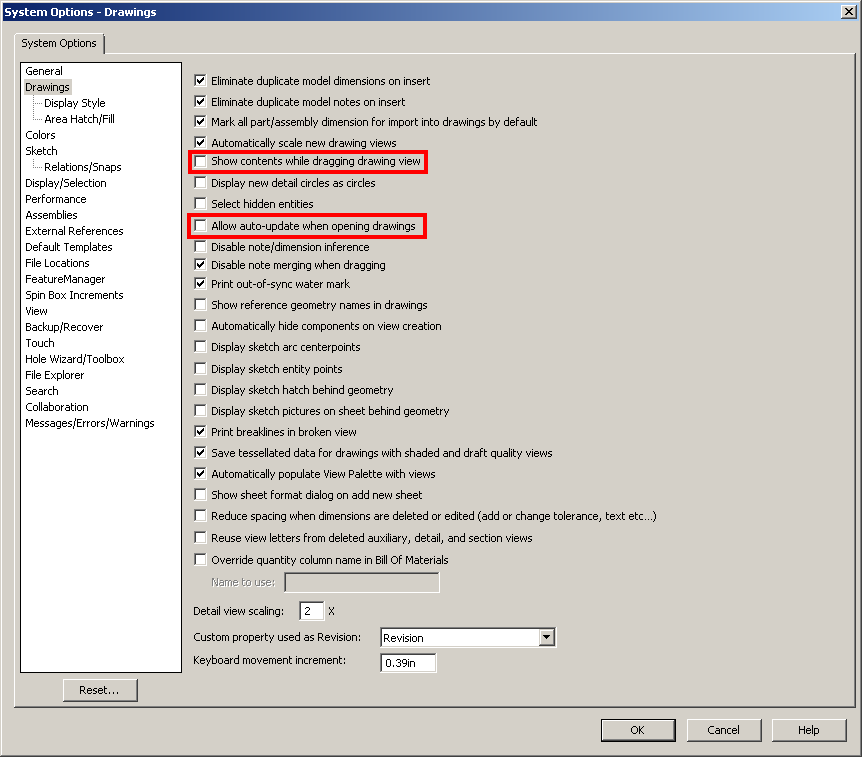 System Options - Drawings
System Options
General
Drawings
Display Style
Area Hatch/Fill
Colors
Sketch
Relations/Snaps
Display/Selection
Performance
Assemblies
External References
Default Templates
File Locations
FeatureManager
Spin Box Increments
View
Backup/Recover
Touch
Hole Wizard/Toolbox
File Explorer
Search
Collaboration
Messages/Errors/Warnings
Reset...
Eliminate duplicate model dimensions on insert
Eliminate duplicate model notes on insert
Mark all part/assembly dimension for import into drawings by default
Automatically scale new drawing views
Show contents while dragging drawing view
Display new detail circles as circles
Select hidden entities
Allow auto-update when opening drawings
Disable note/dimension inference
Disable note merging when dragging
Print out-of-sync water mark
Show reference geometry names in drawings
Automatically hide components on view creation
Display sketch arc centerpoints
Display sketch entity points
Display sketch hatch behind geometry
Display sketch pictures on sheet behind geometry
Print breaklines in broken view
Save tessellated data for drawings with shaded and draft quality views
Automatically populate View Palette with views
Show sheet format dialog on add new sheet
Reduce spacing when dimensions are deleted or edited (add or change tolerance, text etc...)
Reuse view letters from deleted auxiliary, detail, and section views
Override quantity column name in Bill Of Materials
Name to use:
Detail view scaling: 2 X
Custom property used as Revision: Revision
Keyboard movement increment: 0.39in
OK Cancel Help